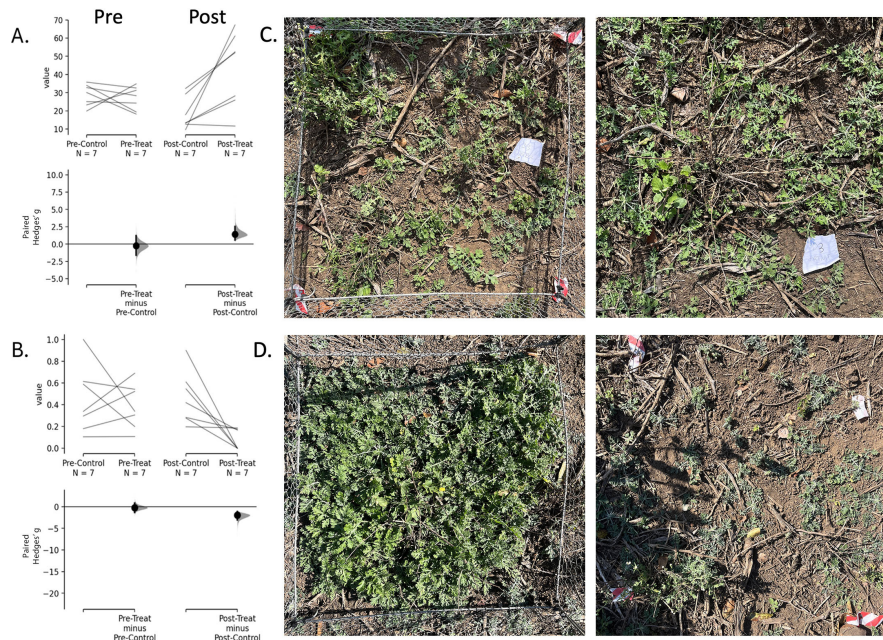 Pre Post
A.
C.
value
70
60
50
40
30
20
10
Pre-Control Pre-Treat Post-Control Post-Treat
N = 7 N = 7 N = 7 N = 7
Paired
Hedges' g
10.0
7.5
5.0
2.5
0.0
−2.5
−5.0
Pre-Treat Post-Treat
minus minus
Pre-Control Post-Control
2
B.
D.
value
1.0
0.8
0.6
0.4
0.2
0.0
Pre-Control Pre-Treat Post-Control Post-Treat
N = 7 N = 7 N = 7 N = 7
Paired
Hedges' g
0
−5
−10
−15
−20
Pre-Treat Post-Treat
minus minus
Pre-Control Post-Control